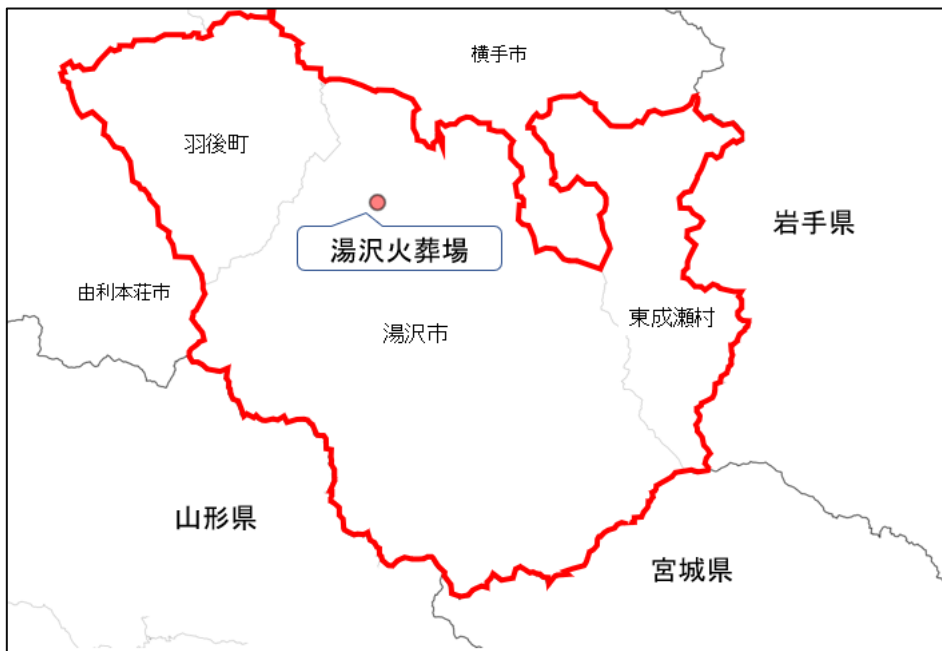 横手市
羽後町
岩手県
湯沢火葬場
由利本荘市
東成瀬村
湯沢市
山形県
宮城県